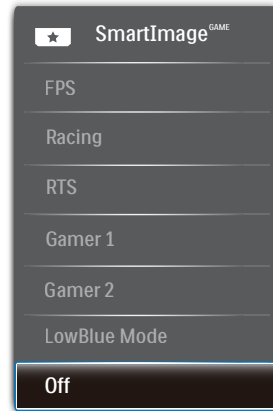 SmartImage GAME
FPS
Racing
RTS
Gamer 1
Gamer 2
LowBlue Mode
Off